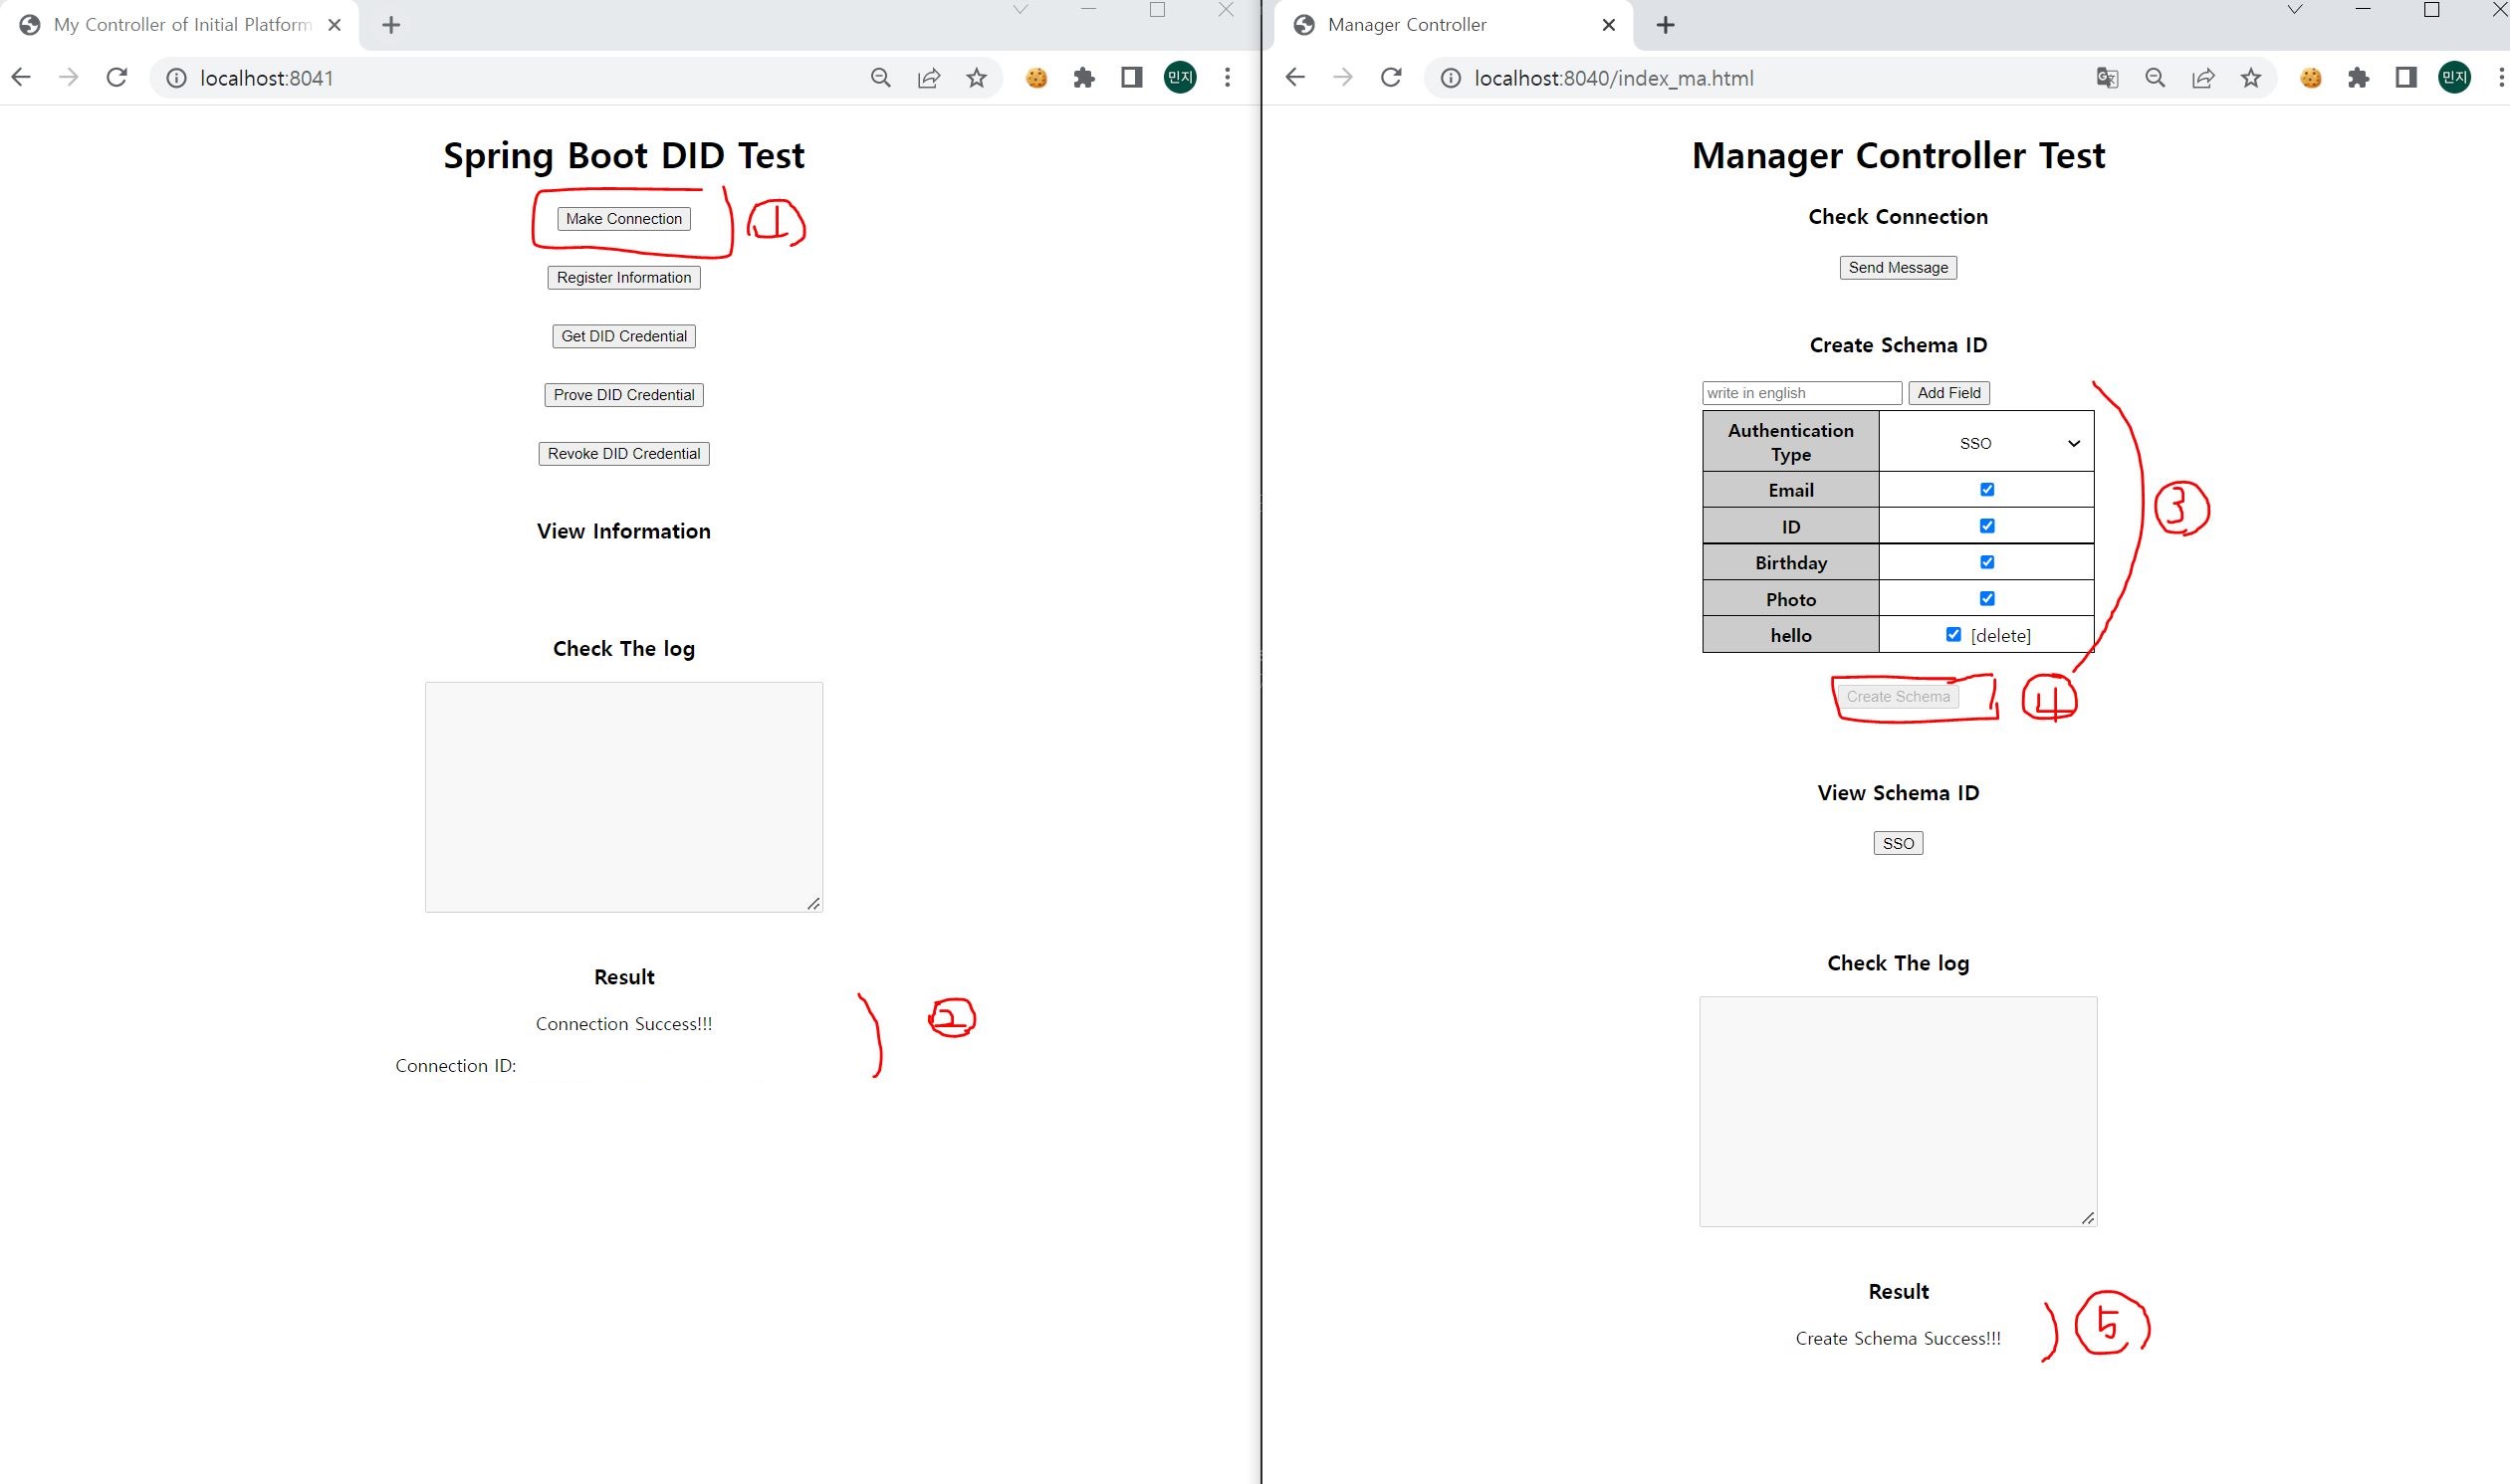 My Controller of Initial Platform
localhost:8041
민지
Spring Boot DID Test
Make Connection
1
Register Information
Get DID Credential
Prove DID Credential
Revoke DID Credential
View Information
Check The log
Result
Connection Success!!!
2
Connection ID:
Manager Controller
localhost:8040/index_ma.html
민지
Manager Controller Test
Check Connection
Send Message
Create Schema ID
write in english Add Field
Authentication
Type
SSO
Email
ID
3
Birthday
Photo
hello [delete]
Create Schema
4
View Schema ID
SSO
Check The log
Result
Create Schema Success!!!
5